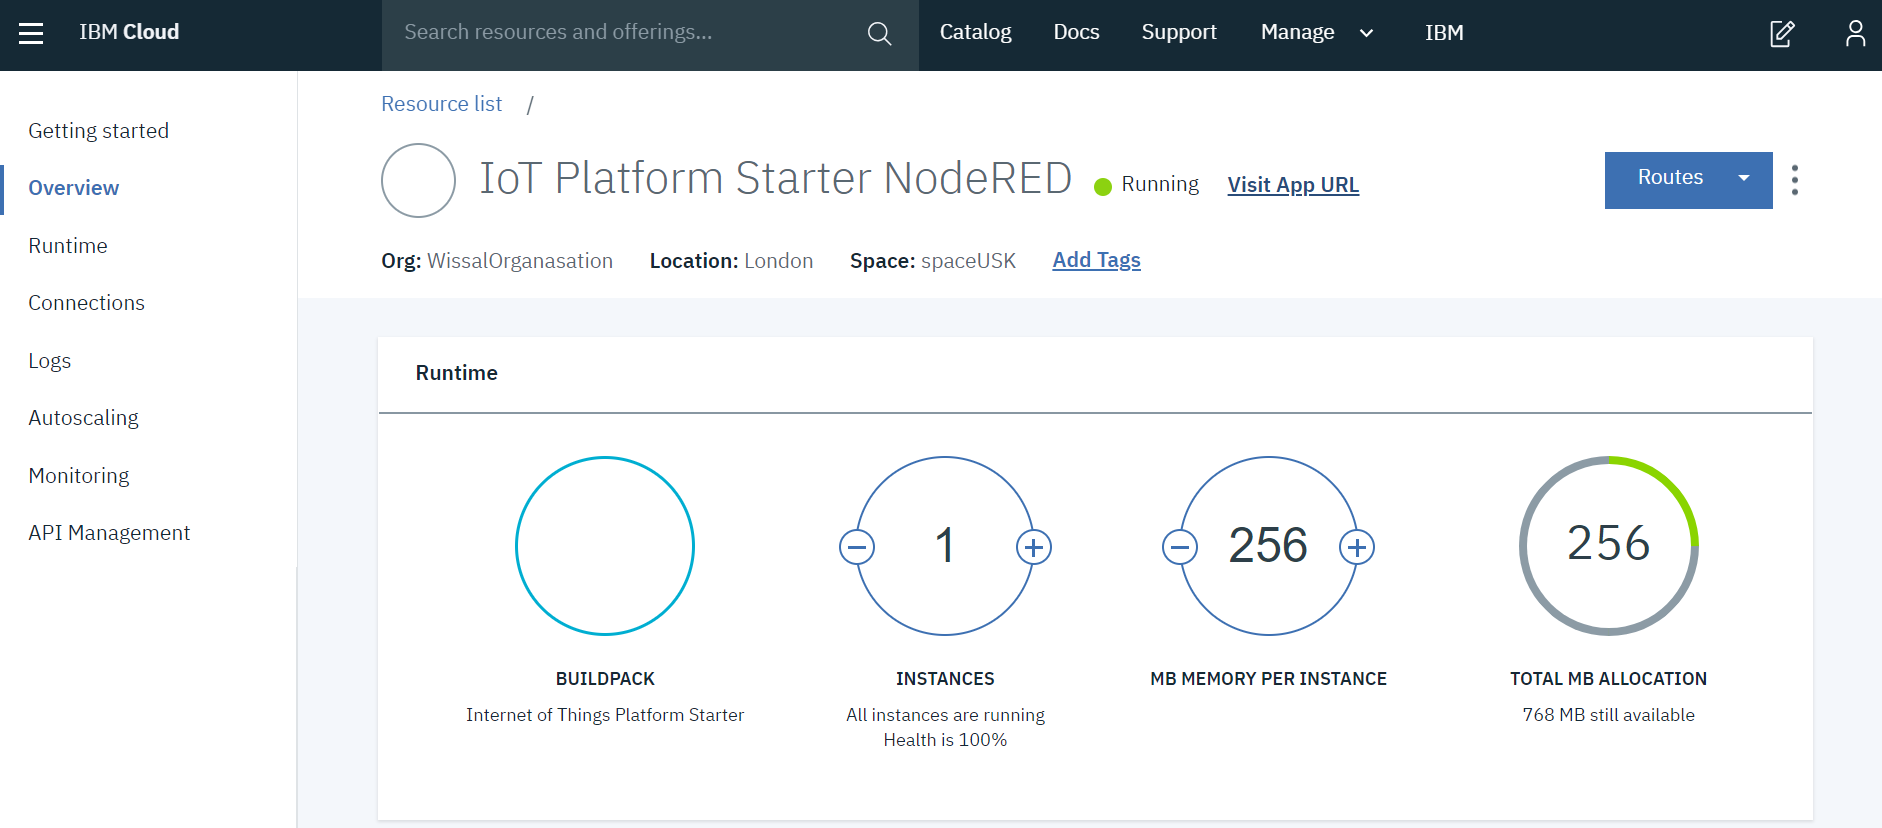 IBM Cloud
Search resources and offerings...
Catalog
Docs
Support
Manage
IBM
Getting started
Overview
Runtime
Connections
Logs
Autoscaling
Monitoring
API Management
Resource list /
IoT Platform Starter NodeRED
Running
Visit App URL
Routes
Org: WissalOrganasation
Location: London
Space: spaceUSK
Add Tags
Runtime
1
256
256
BUILDPACK
Internet of Things Platform Starter
INSTANCES
All instances are running
Health is 100%
MB MEMORY PER INSTANCE
TOTAL MB ALLOCATION
768 MB still available